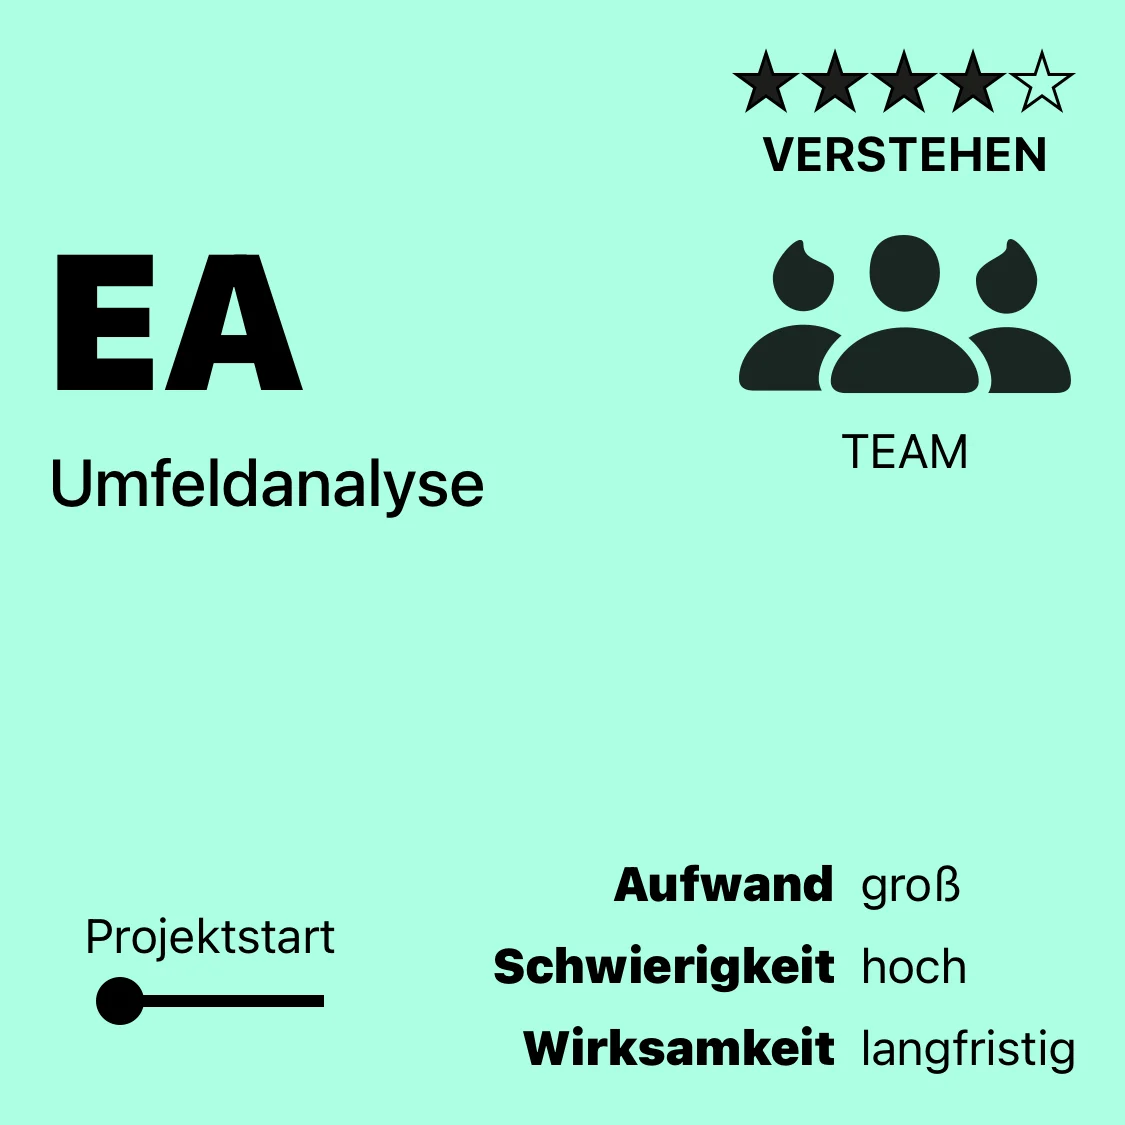 ★★★★☆
VERSTEHEN
EA
Umfeldanalyse
TEAM
Projektstart
Aufwand groß
Schwierigkeit hoch
Wirksamkeit langfristig